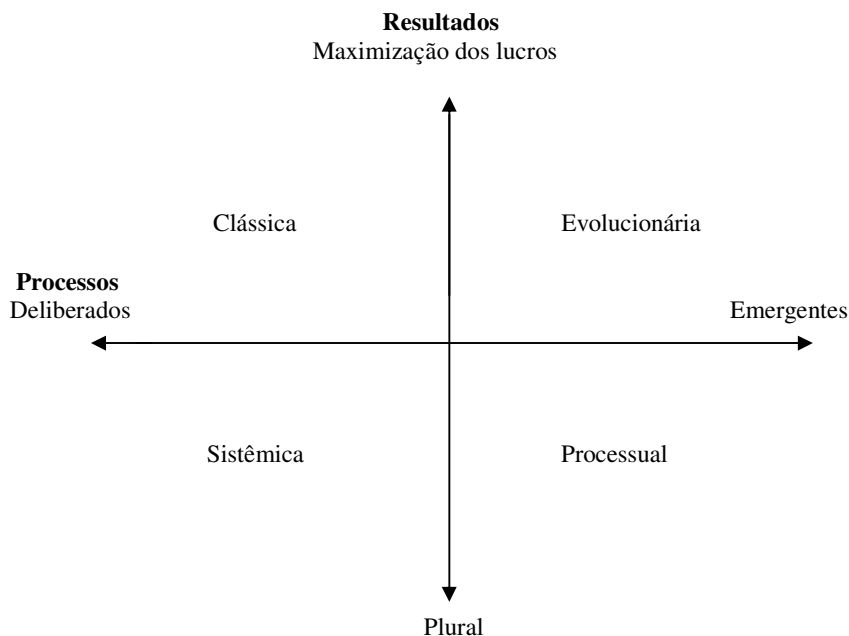 Resultados
Maximização dos lucros
Clássica
Evolucionária
Processos
Deliberados
Emergentes
Sistêmica
Processual
Plural